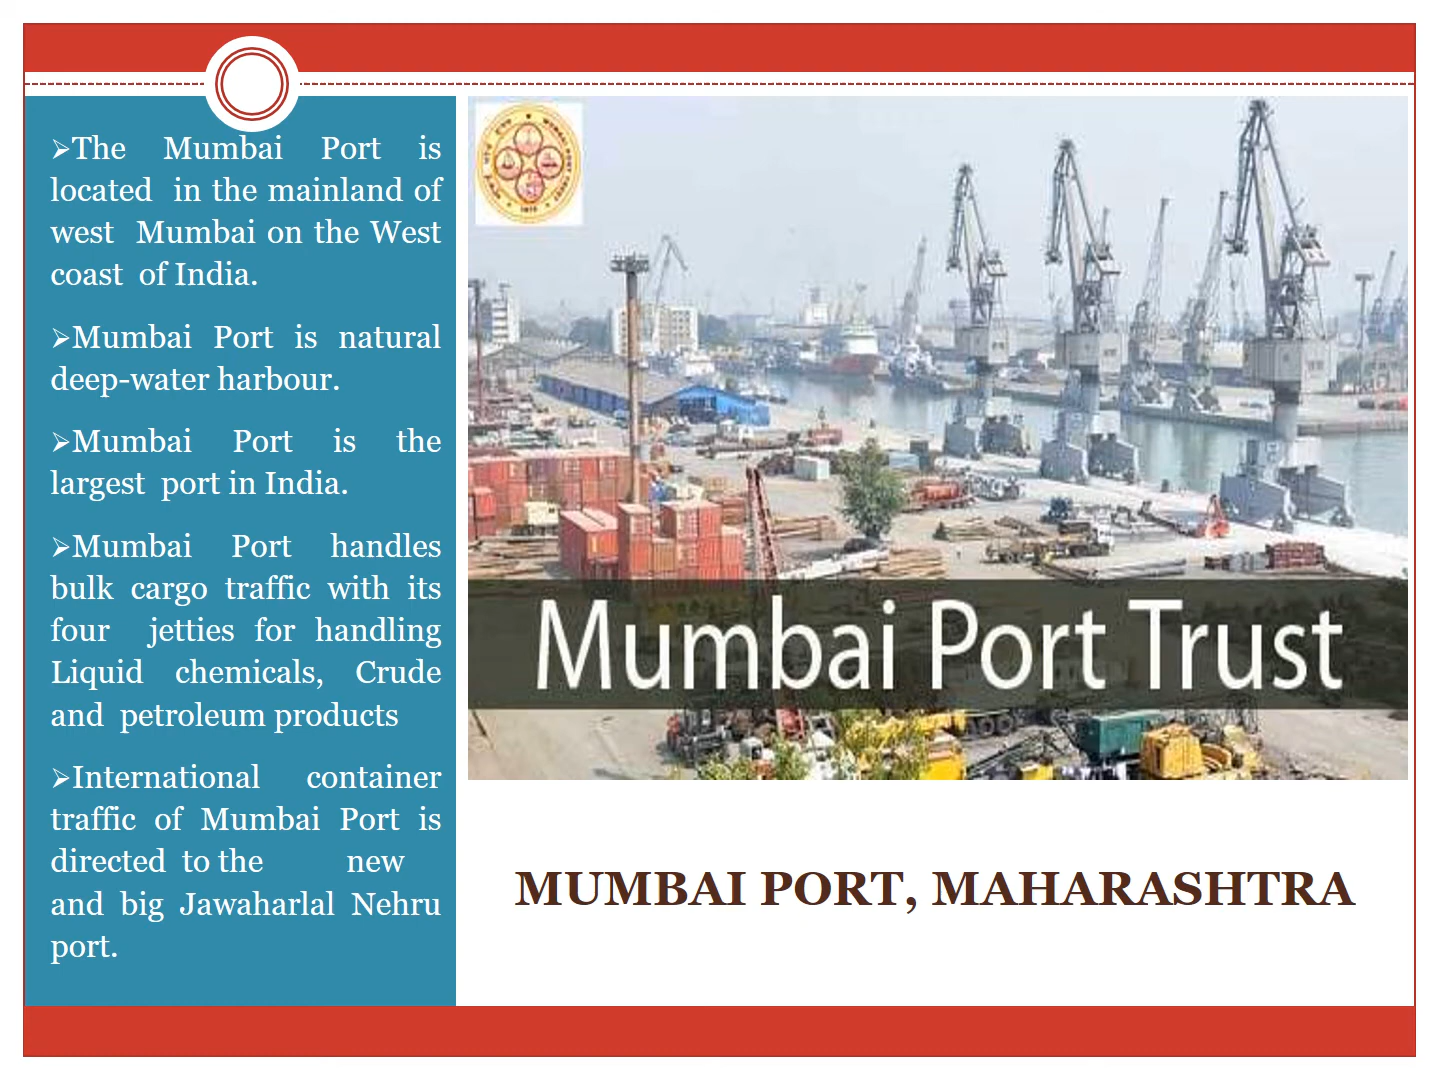 ➢The Mumbai Port is
located in the mainland of
west Mumbai on the West
coast of India.
➢Mumbai Port is natural
deep-water harbour.
➢Mumbai Port is the
largest port in India.
➢Mumbai Port handles
bulk cargo traffic with its
four jetties for handling
Liquid chemicals, Crude
and petroleum products
➢International container
traffic of Mumbai Port is
directed to the new
and big Jawaharlal Nehru
port.
Mumbai Port Trust
MUMBAI PORT, MAHARASHTRA